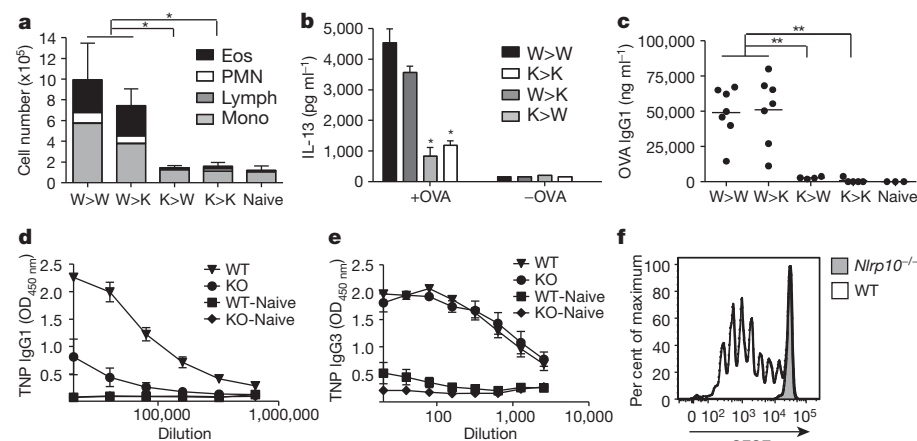 a
*
*
Cell number (x10⁵)
14
12
10
8
6
4
2
0
Eos
PMN
Lymph
Mono
W>W W>K K>W K>K Naive
b
IL-13 (pg ml⁻¹)
5,000
4,000
3,000
2,000
1,000
0
W>W
K>K
W>K
K>W
* *
+OVA –OVA
c
**
**
OVA IgG1 (ng ml⁻¹)
100,000
75,000
50,000
25,000
0
W>W W>K K>W K>K Naive
d
TNP IgG1 (OD450 nm)
2.5
2.0
1.5
1.0
0.5
WT
KO
WT-Naive
KO-Naive
100,000 1,000,000
Dilution
e
TNP IgG3 (OD450 nm)
2.5
2.0
1.5
1.0
0.5
WT
KO
WT-Naive
KO-Naive
100 1,000 10,000
Dilution
f
Per cent of maximum
100
80
60
40
20
0
Nlrp10⁻/⁻
WT
0 10² 10³ 10⁴ 10⁵